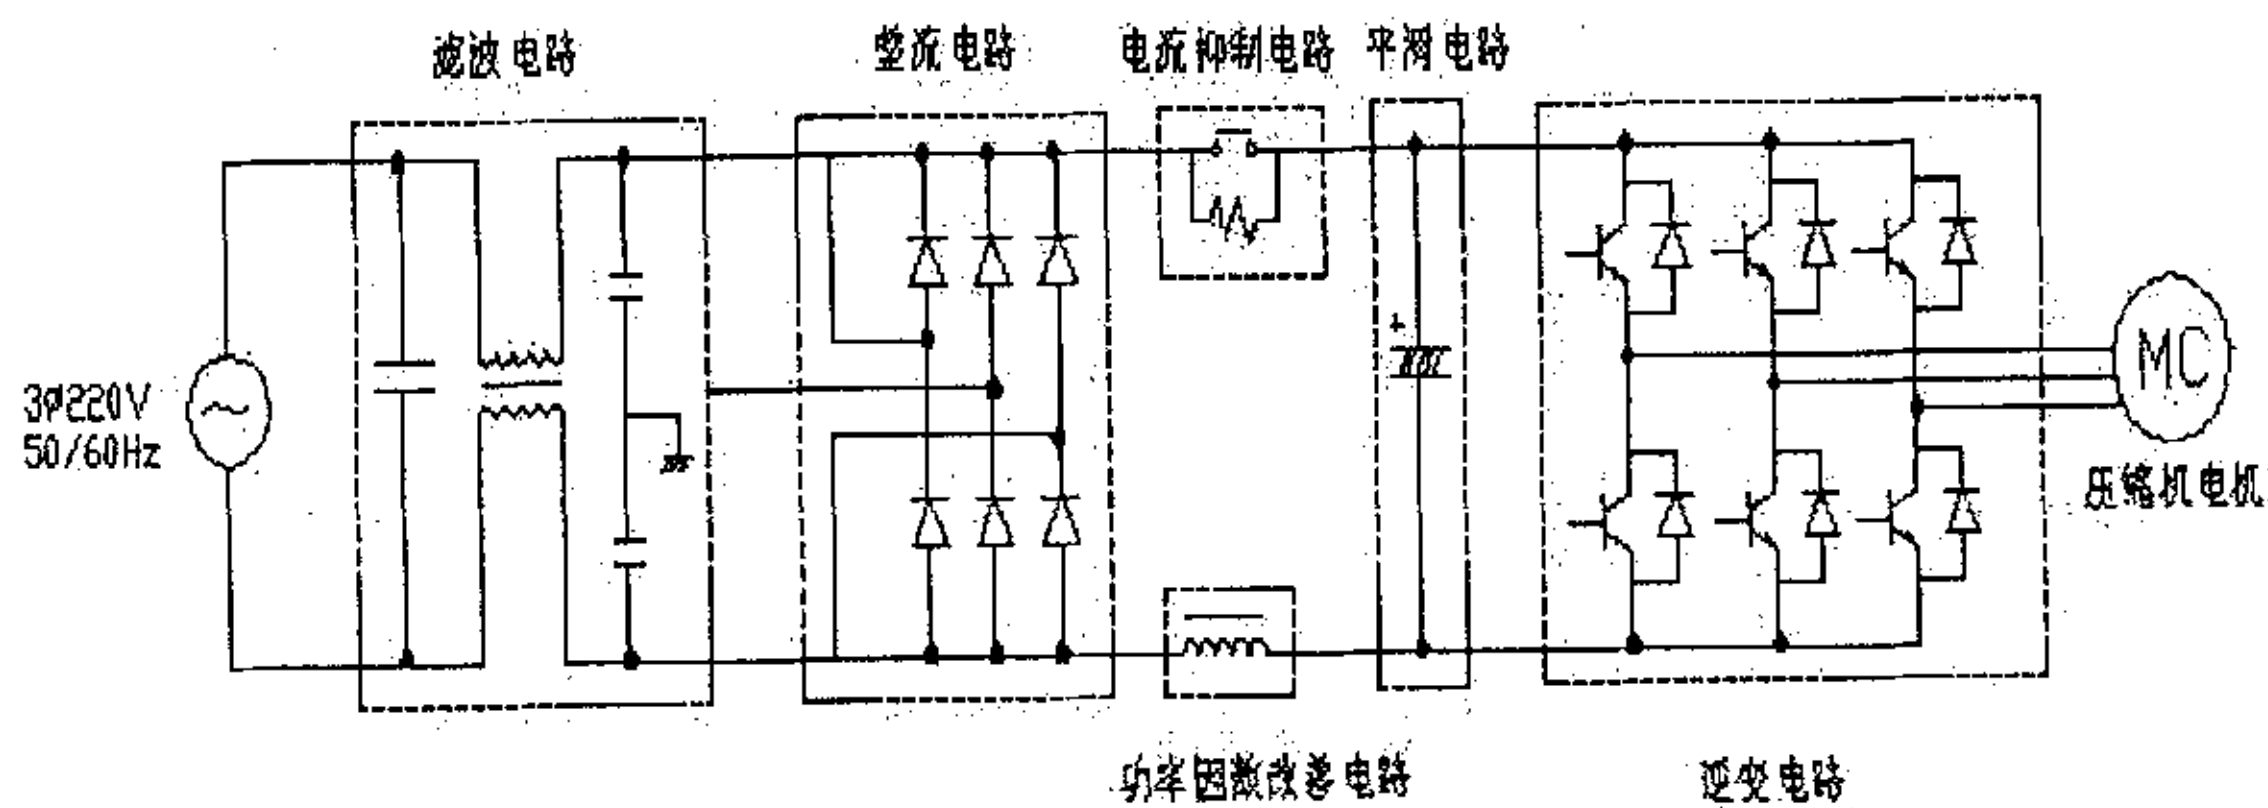 滤波电路
整流电路
电流抑制电路
平滑电路
3ø220V
50/60Hz
+
MC
压缩机电机
功率因数改善电路
逆变电路